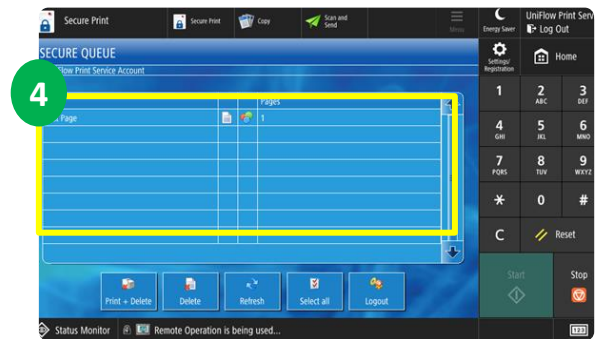 Secure Print
Secure Print
Copy
Scan and
Send
Menu
Energy Saver
UniFlow Print Serv
Log Out
SECURE QUEUE
Flow Print Service Account
Settings/
Registration
Home
4
Pages
Page
1
1
2
ABC
3
DEF
4
GHI
5
JKL
6
MNO
7
PQRS
8
TUV
9
WXYZ
*
0
#
C
Reset
Print + Delete
Delete
Refresh
Select all
Logout
Start
Stop
Status Monitor
Remote Operation is being used...
123